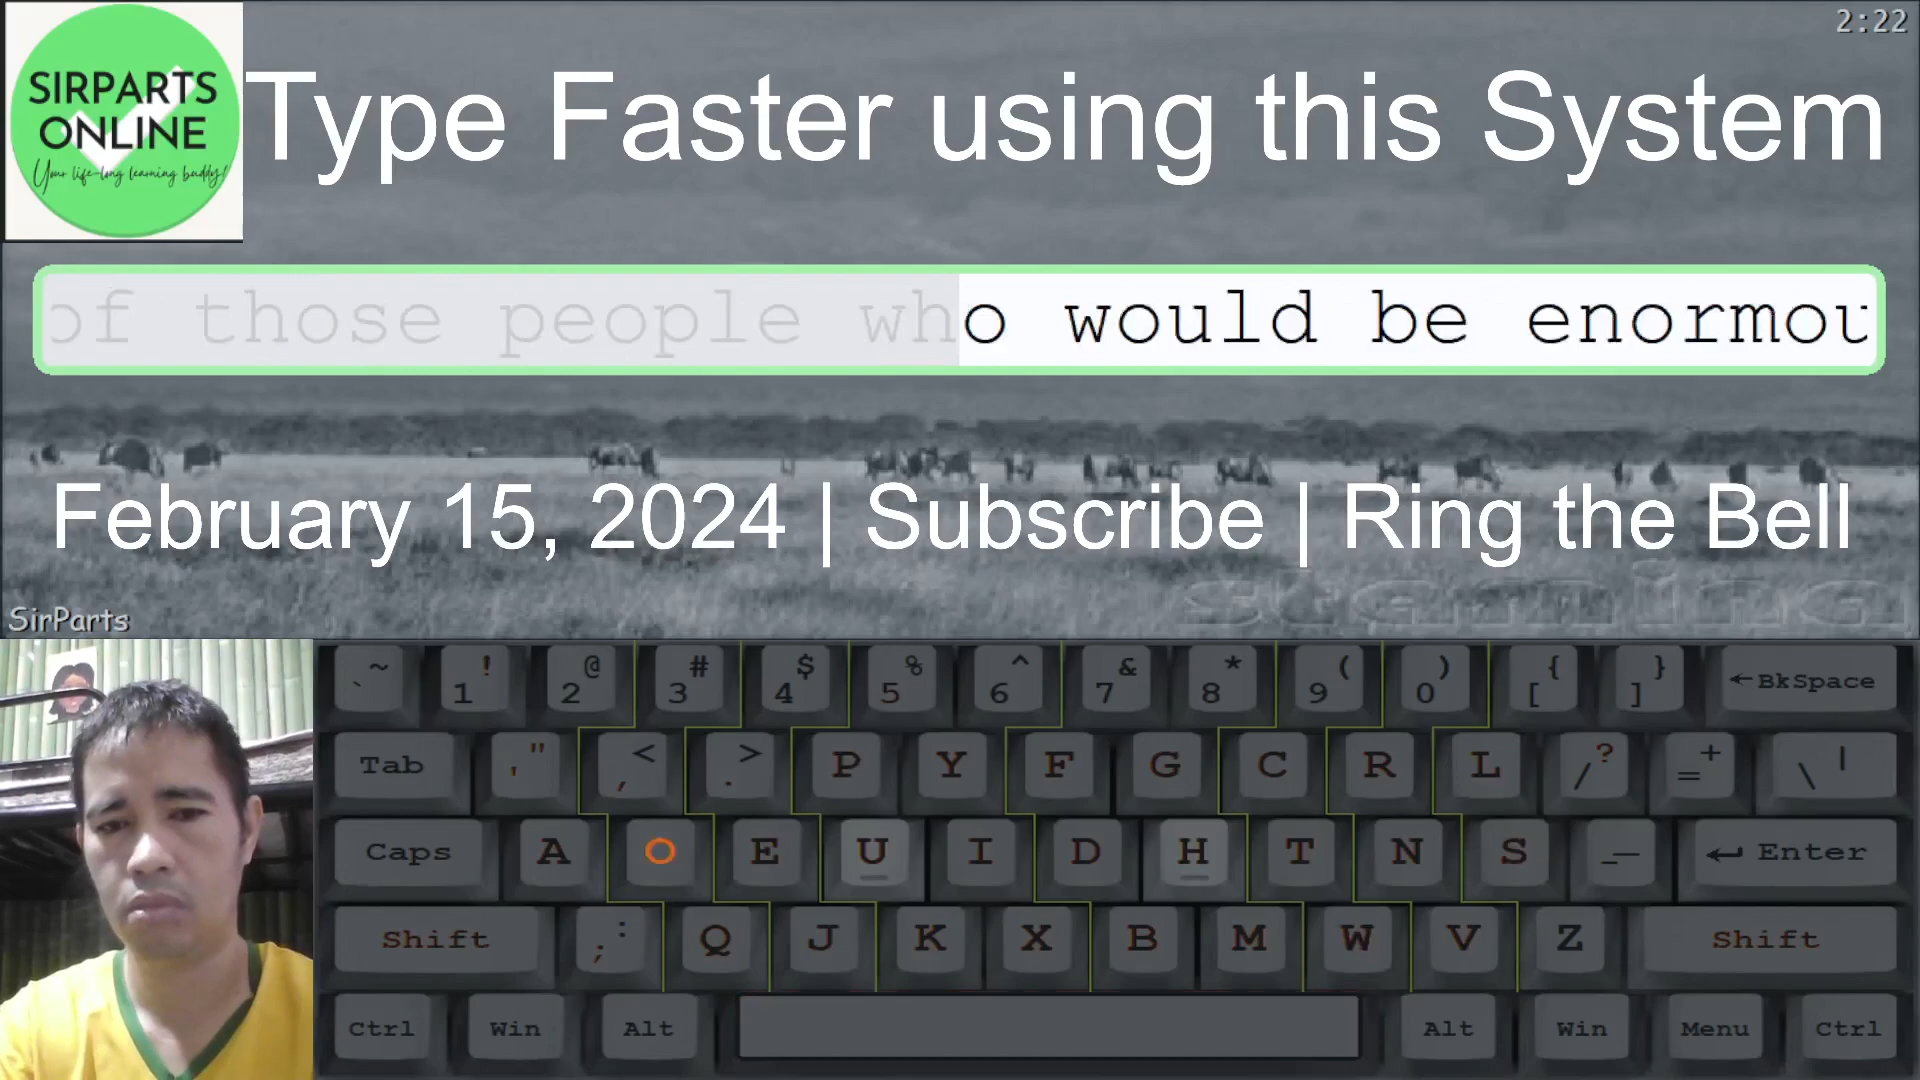 2:22
SIRPARTS
ONLINE
Your life-long learning buddy!
Type Faster using this System
of those people who would be enormou
February 15, 2024 | Subscribe | Ring the Bell
stamina
SirParts
~ ` ! 1 @ 2 # 3 $ 4 % 5 ^ 6 & 7 * 8 ( 9 ) 0 { [ } ] ←BkSpace
Tab " ' < , > . P Y F G C R L ? / + = | \
Caps A O E U I D H T N S _ - Enter
Shift : ; Q J K X B M W V Z Shift
Ctrl Win Alt Alt Win Menu Ctrl